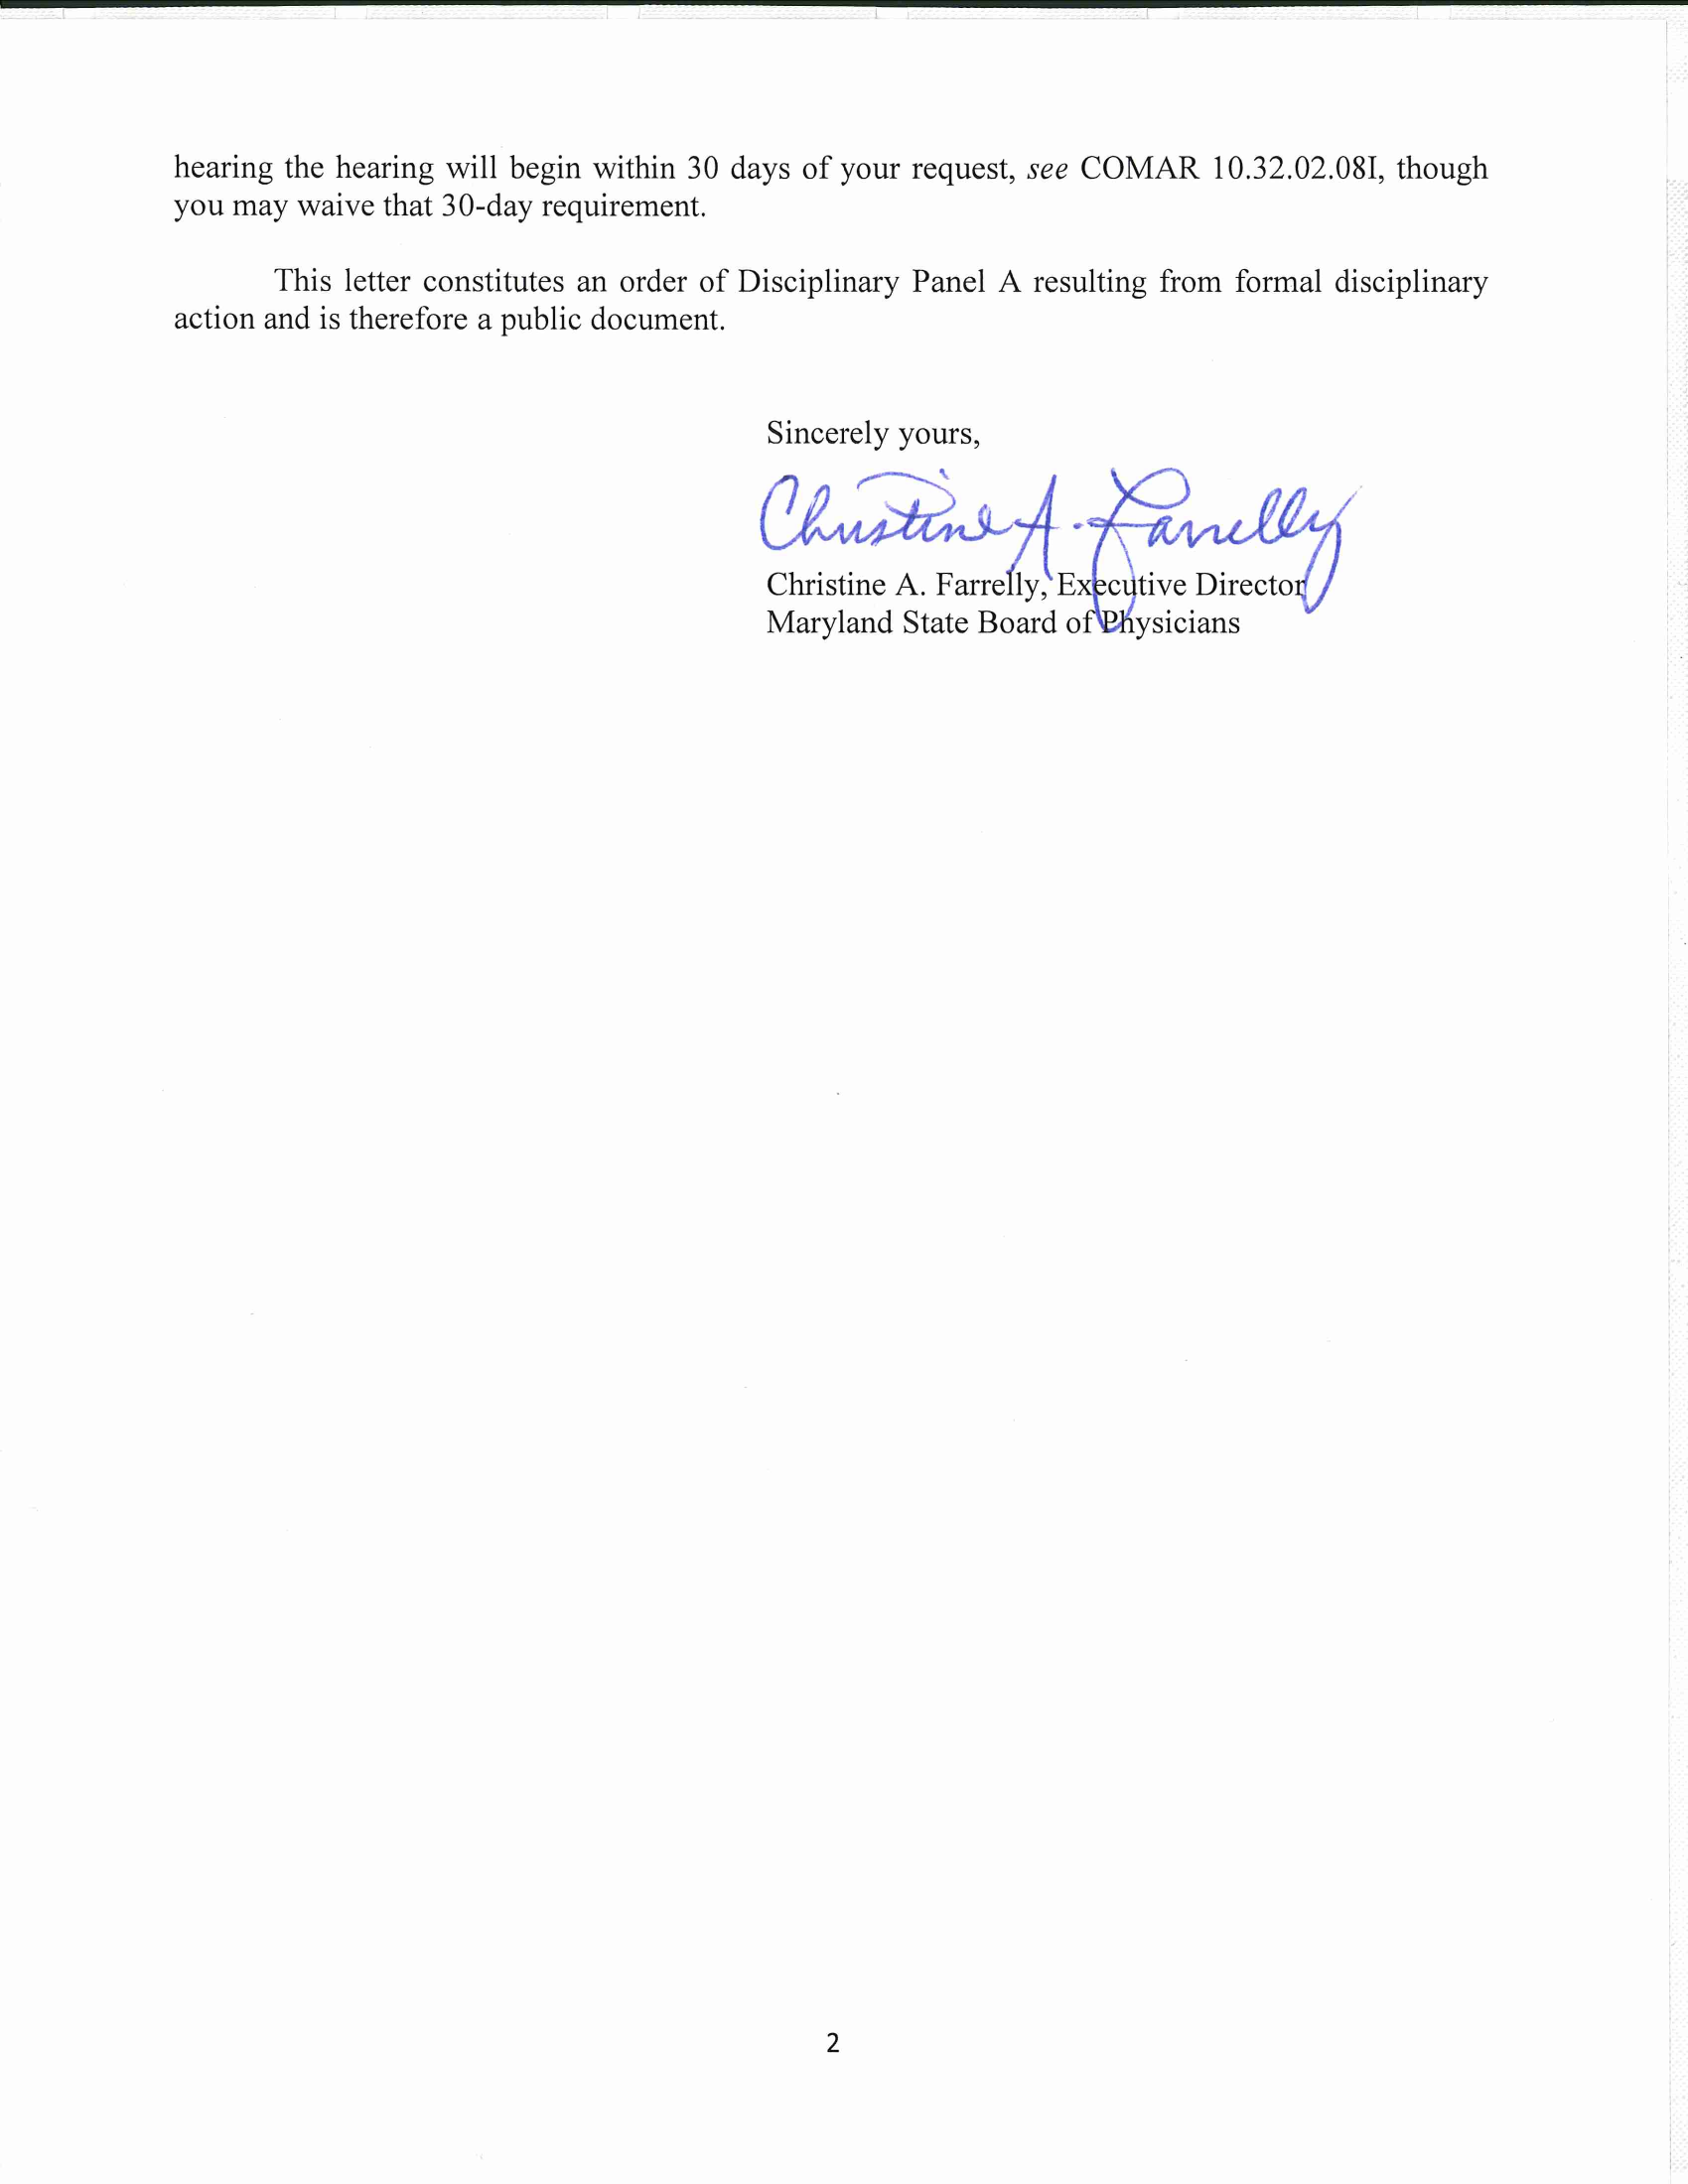 hearing the hearing will begin within 30 days of your request, see COMAR 10.32.02.08I, though
you may waive that 30-day requirement.
This letter constitutes an order of Disciplinary Panel A resulting from formal disciplinary
action and is therefore a public document.
Sincerely yours,
Christine A. Farrelly
Christine A. Farrelly, Executive Director
Maryland State Board of Physicians
2